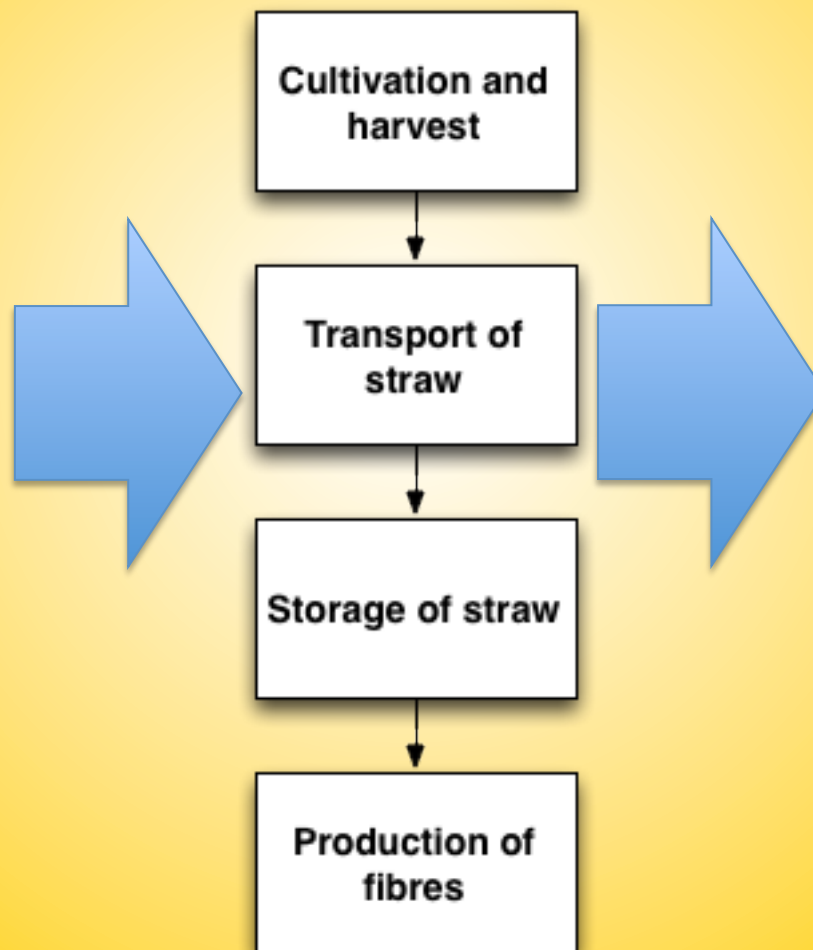 Cultivation and
harvest
Transport of
straw
Storage of straw
Production of
fibres